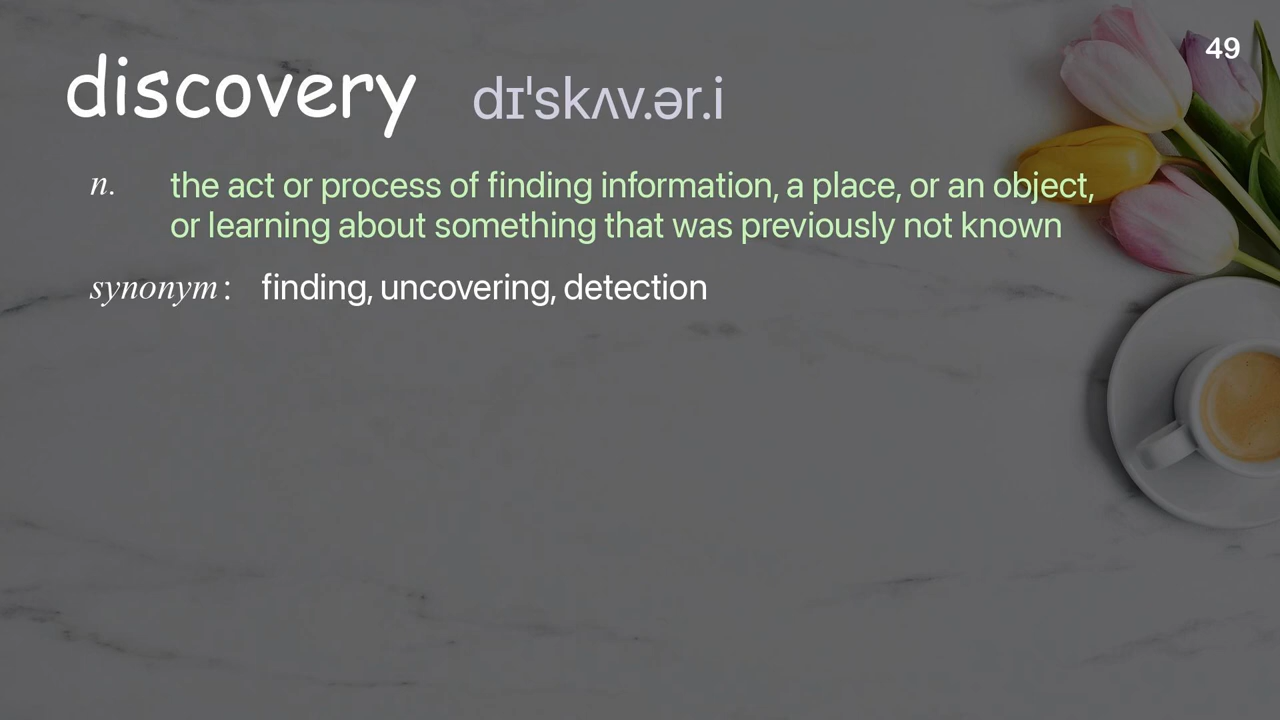 49
discovery dɪˈskʌv.ər.i
n. the act or process of finding information, a place, or an object,
or learning about something that was previously not known
synonym: finding, uncovering, detection